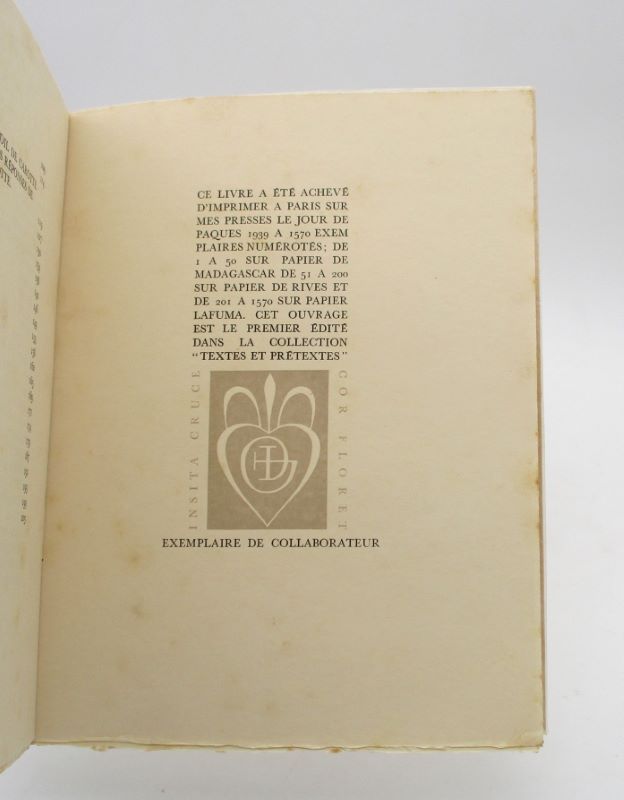 CE LIVRE A ÉTÉ ACHEVÉ
D'IMPRIMER A PARIS SUR
MES PRESSES LE JOUR DE
PAQUES 1939 A 1570 EXEM
PLAIRES NUMÉROTÉS; DE
1 A 50 SUR PAPIER DE
MADAGASCAR DE 51 A 200
SUR PAPIER DE RIVES ET
DE 201 A 1570 SUR PAPIER
LAFUMA. CET OUVRAGE
EST LE PREMIER ÉDITÉ
DANS LA COLLECTION
"TEXTES ET PRÉTEXTES"
INSITA CRUCE
COR FLORET
EXEMPLAIRE DE COLLABORATEUR